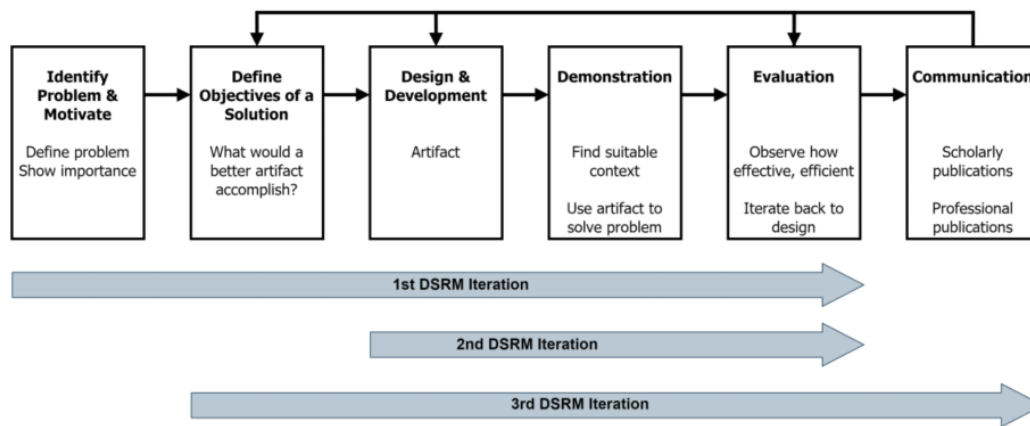 Identify
Problem &
Motivate
Define problem
Show importance
Define
Objectives of a
Solution
What would a
better artifact
accomplish?
Design &
Development
Artifact
Demonstration
Find suitable
context
Use artifact to
solve problem
Evaluation
Observe how
effective, efficient
Iterate back to
design
Communication
Scholarly
publications
Professional
publications
1st DSRM Iteration
2nd DSRM Iteration
3rd DSRM Iteration